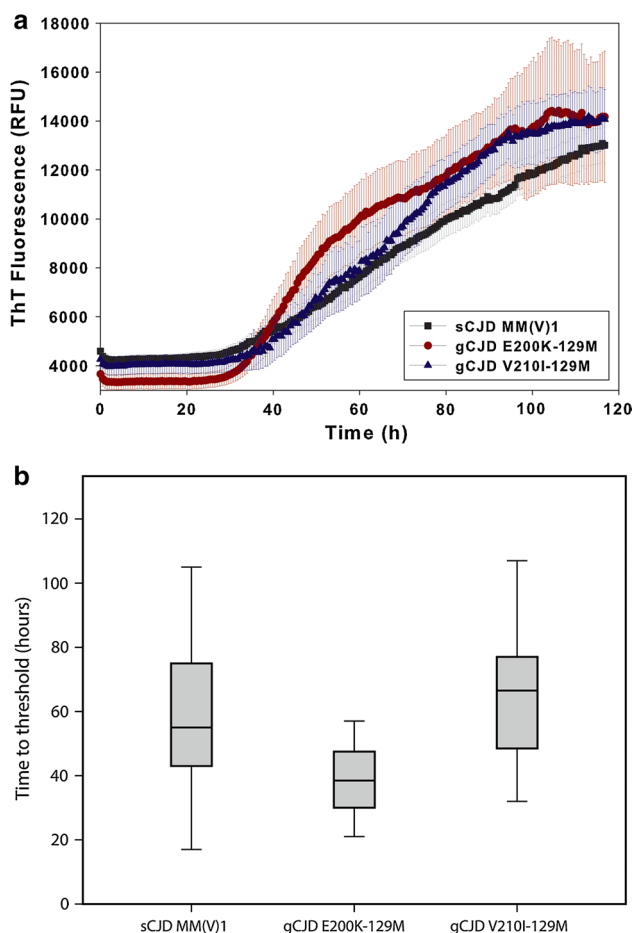 a
ThT Fluorescence (RFU)
18000
16000
14000
12000
10000
8000
6000
4000
sCJD MM(V)1
gCJD E200K-129M
gCJD V210I-129M
0 20 40 60 80 100 120
Time (h)
b
Time to threshold (hours)
120
100
80
60
40
20
0
sCJD MM(V)1 gCJD E200K-129M gCJD V210I-129M